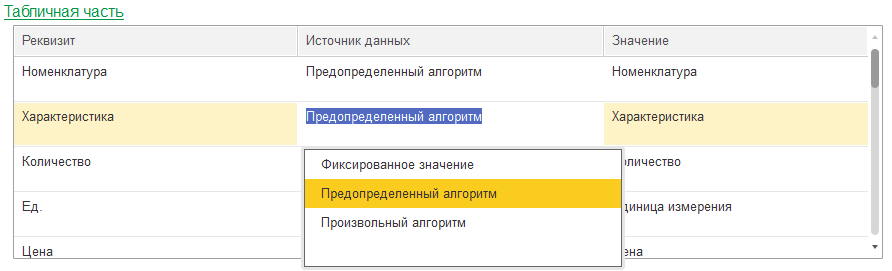 Табличная часть
Реквизит Источник данных Значение
Номенклатура Предопределенный алгоритм Номенклатура
Характеристика Предопределенный алгоритм Характеристика
Фиксированное значение
Количество оличество
Предопределенный алгоритм
Ед. диница измерения
Произвольный алгоритм
Цена ена